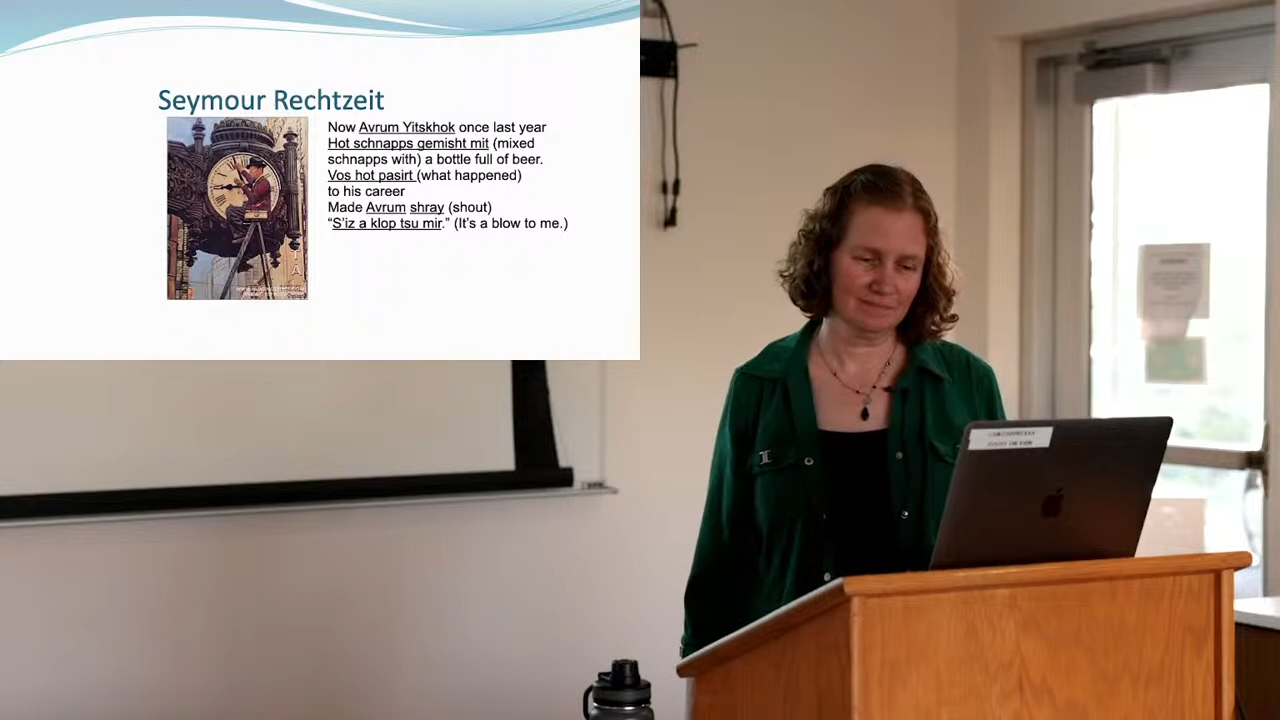 Seymour Rechtzeit
Now Avrum Yitskhok once last year
Hot schnapps gemisht mit (mixed
schnapps with) a bottle full of beer.
Vos hot pasirt (what happened)
to his career
Made Avrum shray (shout)
“S’iz a klop tsu mir.” (It’s a blow to me.)